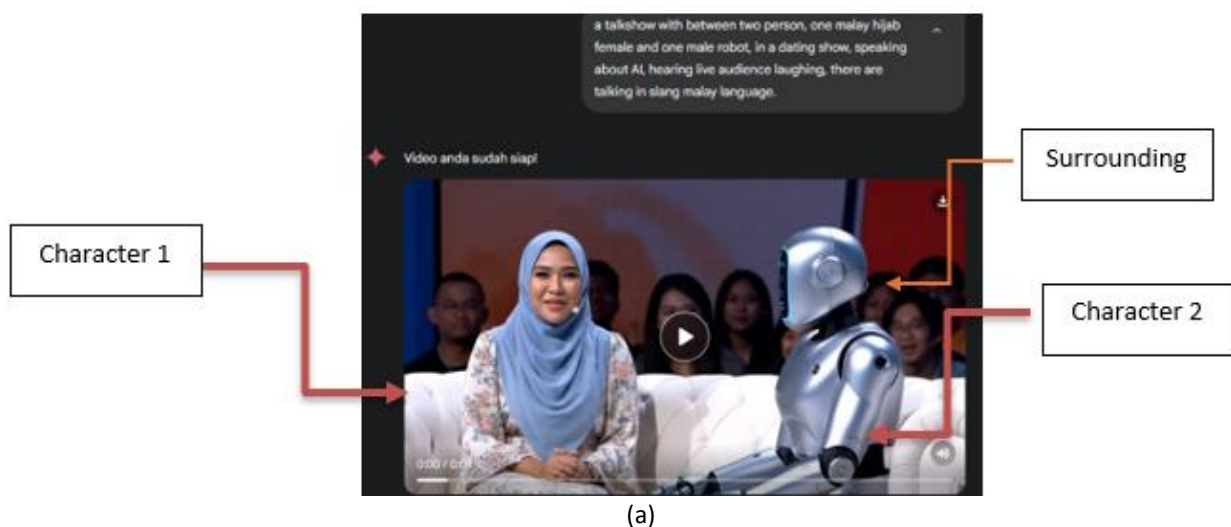 a talkshow with between two person, one malay hijab
female and one male robot, in a dating show, speaking
about AI, hearing live audience laughing, there are
talking in slang malay language.
Video anda sudah siap!
Surrounding
Character 1
Character 2
0:00 /
(a)